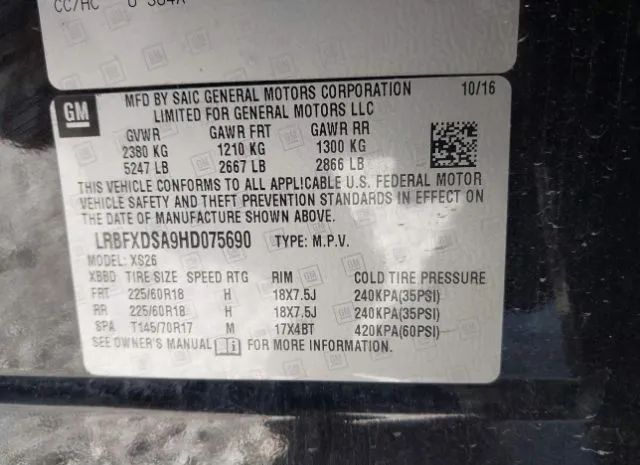 CC/HC U 564A
GM
MFD BY SAIC GENERAL MOTORS CORPORATION 10/16
LIMITED FOR GENERAL MOTORS LLC
GVWR GAWR FRT GAWR RR
2380 KG 1210 KG 1300 KG
5247 LB 2667 LB 2866 LB
THIS VEHICLE CONFORMS TO ALL APPLICABLE U.S. FEDERAL MOTOR
VEHICLE SAFETY AND THEFT PREVENTION STANDARDS IN EFFECT ON
THE DATE OF MANUFACTURE SHOWN ABOVE.
LRBFXDSA9HD075690 TYPE: M.P.V.
MODEL: XS26
XBBD TIRE SIZE SPEED RTG RIM COLD TIRE PRESSURE
FRT 225/60R18 H 18X7.5J 240KPA(35PSI)
RR 225/60R18 H 18X7.5J 240KPA(35PSI)
SPA T145/70R17 M 17X4BT 420KPA(60PSI)
SEE OWNER'S MANUAL FOR MORE INFORMATION.